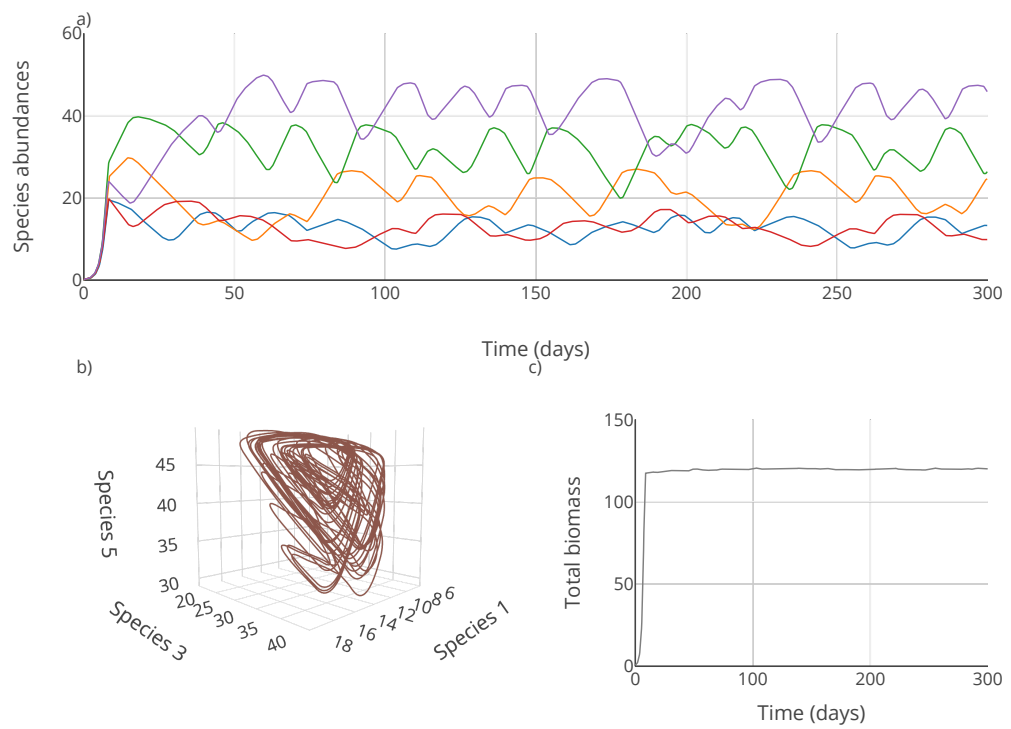 a)
60
40
20
0
Species abundances
0 50 100 150 200 250 300
Time (days)
b)
c)
45
40
35
30
Species 5
20 25 30 35 40
Species 3
18 16 14 12 10 8 6
Species 1
150
100
50
0
Total biomass
0 100 200 300
Time (days)